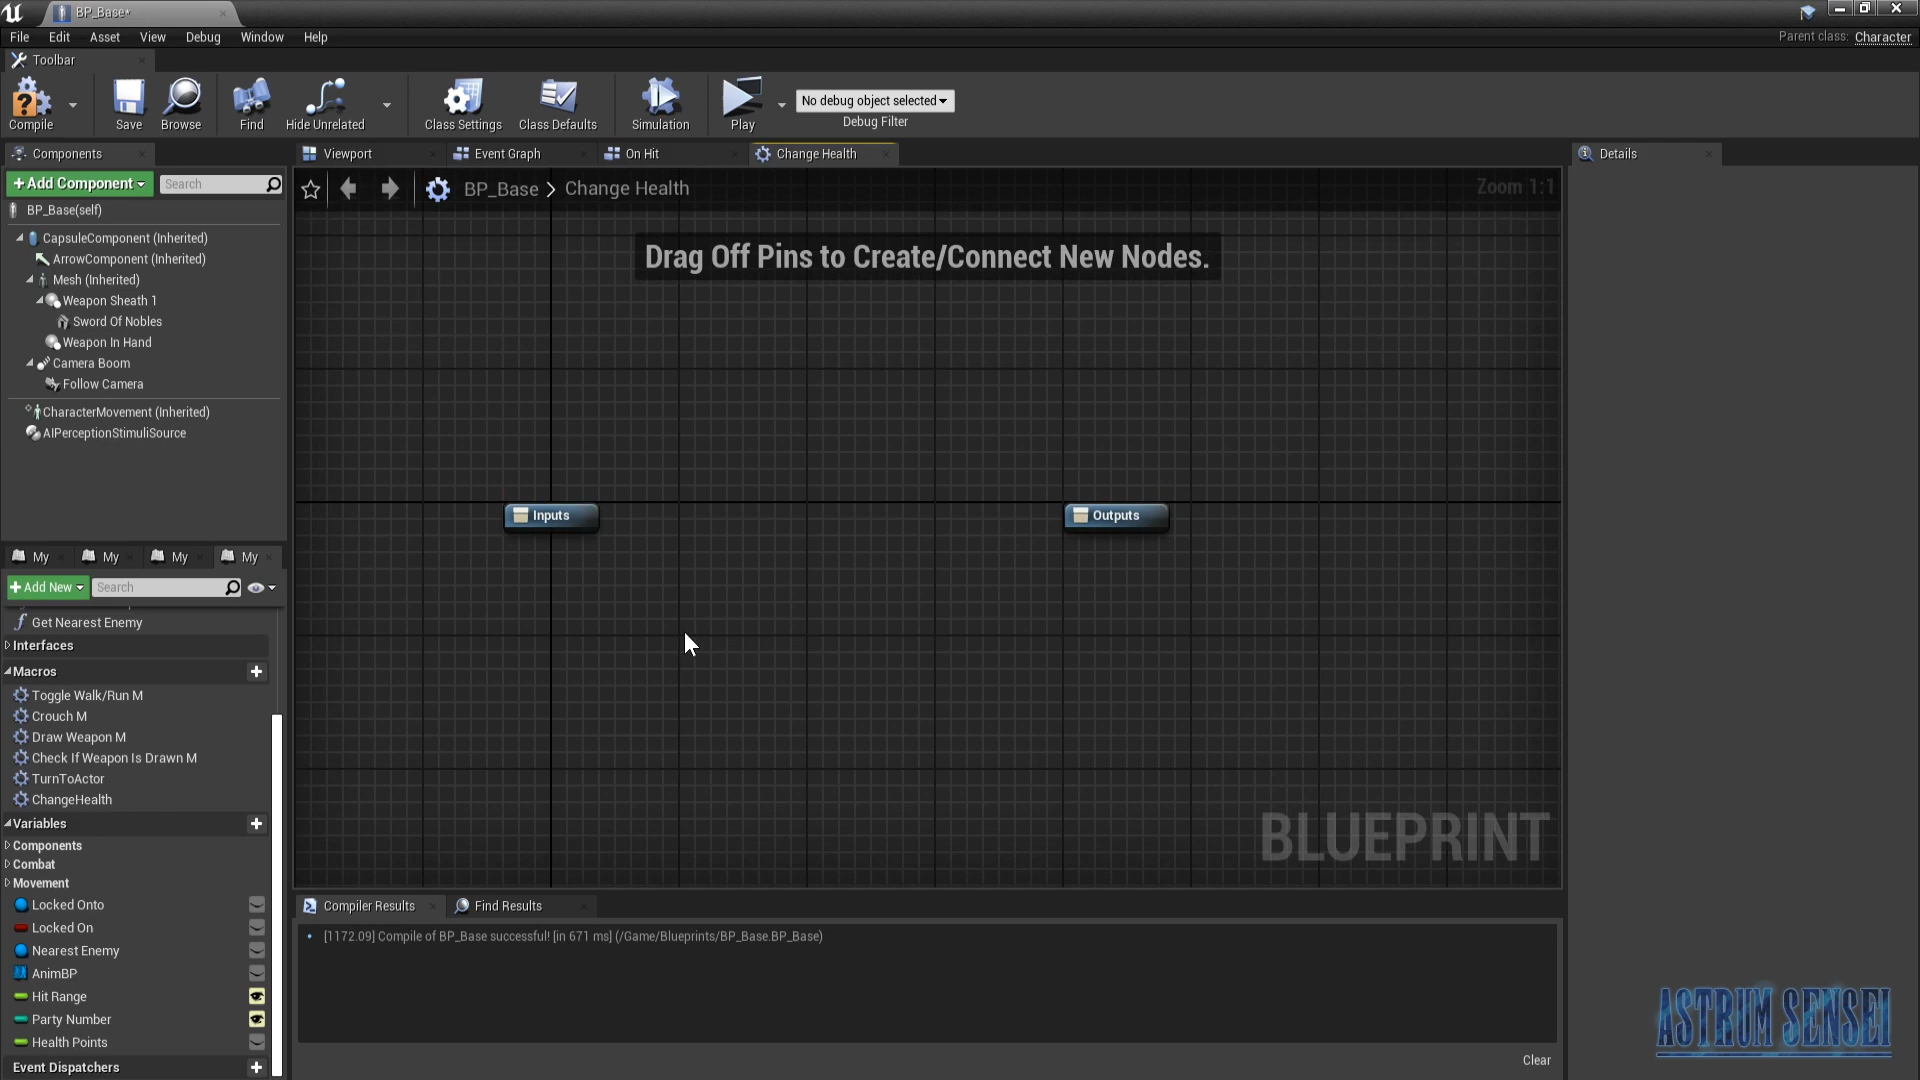 BP_Base*
File Edit Asset View Debug Window Help
Parent class: Character
Toolbar
Compile Save Browse Find Hide Unrelated Class Settings Class Defaults Simulation Play
No debug object selected
Debug Filter
Components
+Add Component
Search
BP_Base(self)
CapsuleComponent (Inherited)
ArrowComponent (Inherited)
Mesh (Inherited)
Weapon Sheath 1
Sword Of Nobles
Weapon In Hand
Camera Boom
Follow Camera
CharacterMovement (Inherited)
AIPerceptionStimuliSource
My My My My
+Add New
Search
Get Nearest Enemy
Interfaces
Macros
Toggle Walk/Run M
Crouch M
Draw Weapon M
Check If Weapon Is Drawn M
TurnToActor
ChangeHealth
Variables
Components
Combat
Movement
Locked Onto
Locked On
Nearest Enemy
AnimBP
Hit Range
Party Number
Health Points
Event Dispatchers
Viewport Event Graph On Hit Change Health
BP_Base > Change Health
Zoom 1:1
Drag Off Pins to Create/Connect New Nodes.
Inputs
Outputs
BLUEPRINT
Compiler Results Find Results
[1172.09] Compile of BP_Base successful! [in 671 ms] (/Game/Blueprints/BP_Base.BP_Base)
Clear
Details
ASTRUM SENSEI